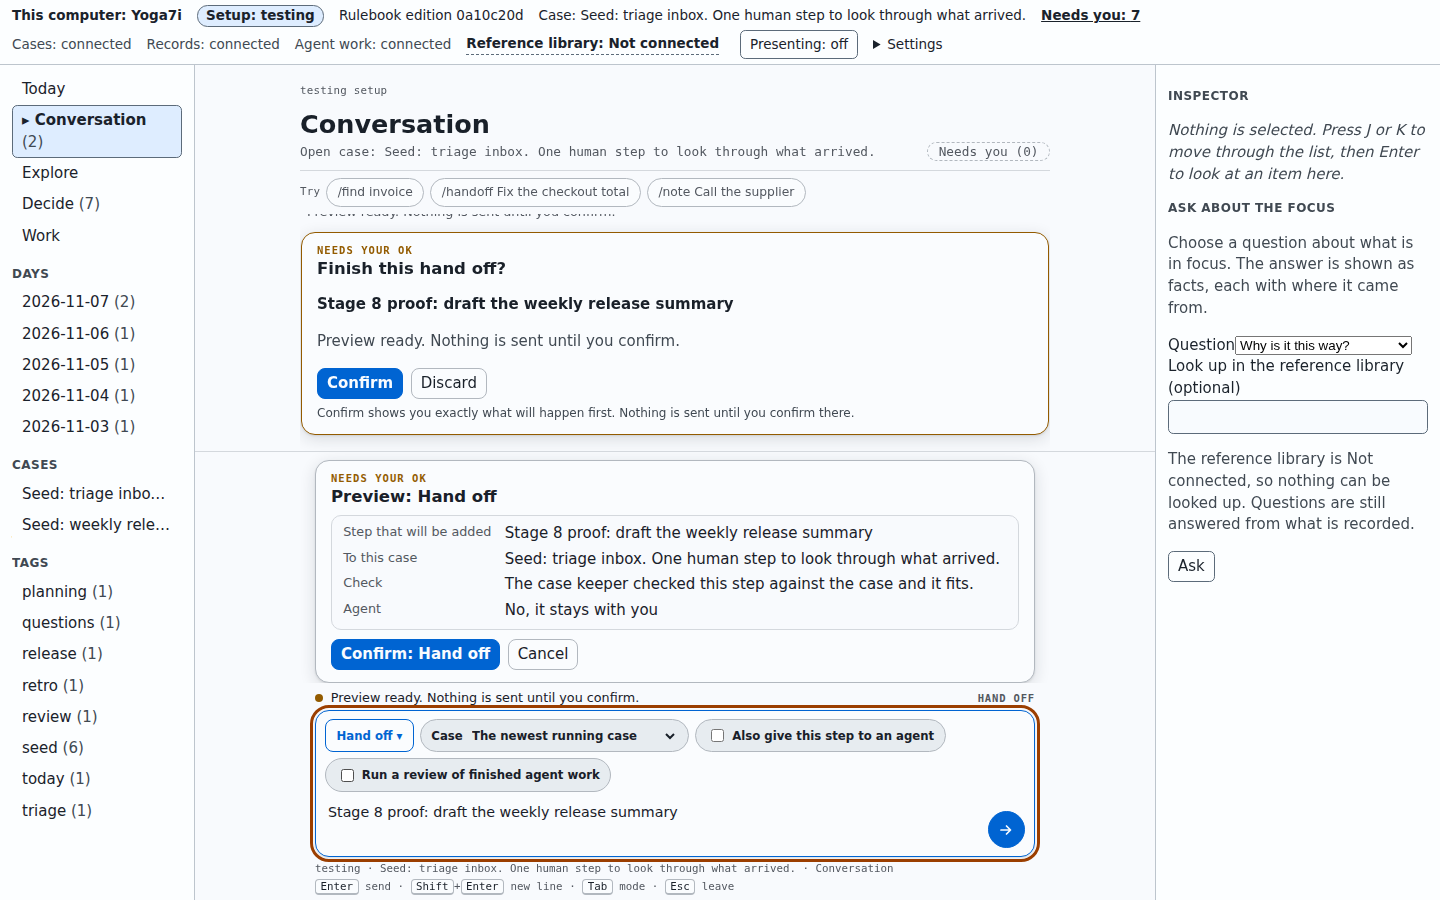 This computer: Yoga7i Setup: testing Rulebook edition 0a10c20d Case: Seed: triage inbox. One human step to look through what arrived. Needs you: 7
Cases: connected Records: connected Agent work: connected Reference library: Not connected Presenting: off ▶ Settings
Today
▸ Conversation (2)
Explore
Decide (7)
Work
DAYS
2026-11-07 (2)
2026-11-06 (1)
2026-11-05 (1)
2026-11-04 (1)
2026-11-03 (1)
CASES
Seed: triage inbo…
Seed: weekly rele…
TAGS
planning (1)
questions (1)
release (1)
retro (1)
review (1)
seed (6)
today (1)
triage (1)
testing setup
Conversation
Open case: Seed: triage inbox. One human step to look through what arrived. Needs you (0)
Try /find invoice /handoff Fix the checkout total /note Call the supplier
Preview ready. Nothing is sent until you confirm.
NEEDS YOUR OK
Finish this hand off?
Stage 8 proof: draft the weekly release summary
Preview ready. Nothing is sent until you confirm.
Confirm Discard
Confirm shows you exactly what will happen first. Nothing is sent until you confirm there.
NEEDS YOUR OK
Preview: Hand off
Step that will be added Stage 8 proof: draft the weekly release summary
To this case Seed: triage inbox. One human step to look through what arrived.
Check The case keeper checked this step against the case and it fits.
Agent No, it stays with you
Confirm: Hand off Cancel
Preview ready. Nothing is sent until you confirm. HAND OFF
Hand off ▾ Case The newest running case Also give this step to an agent
Run a review of finished agent work
Stage 8 proof: draft the weekly release summary
→
testing · Seed: triage inbox. One human step to look through what arrived. · Conversation
Enter send · Shift+Enter new line · Tab mode · Esc leave
INSPECTOR
Nothing is selected. Press J or K to
move through the list, then Enter
to look at an item here.
ASK ABOUT THE FOCUS
Choose a question about what is
in focus. The answer is shown as
facts, each with where it came
from.
Question Why is it this way?
Look up in the reference library
(optional)
The reference library is Not
connected, so nothing can be
looked up. Questions are still
answered from what is recorded.
Ask